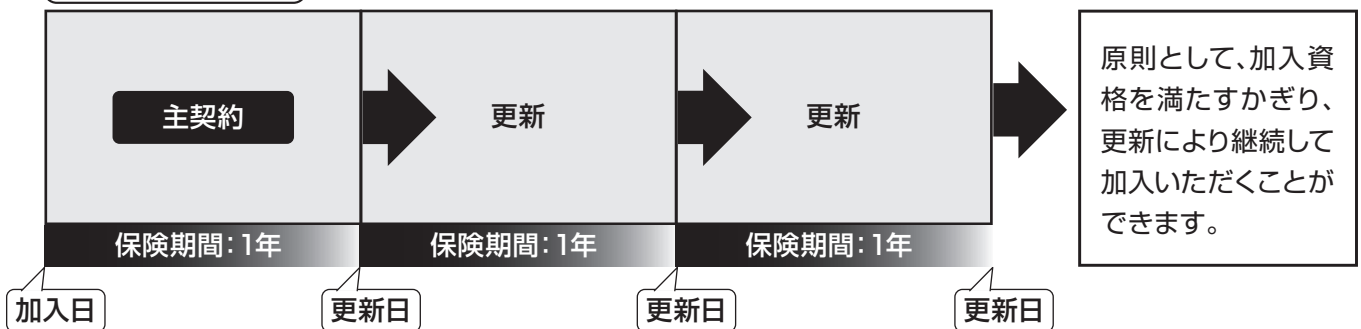 主契約
更新
更新
保険期間：1年
保険期間：1年
保険期間：1年
加入日
更新日
更新日
更新日
原則として、加入資
格を満たすかぎり、
更新により継続して
加入いただくことが
できます。